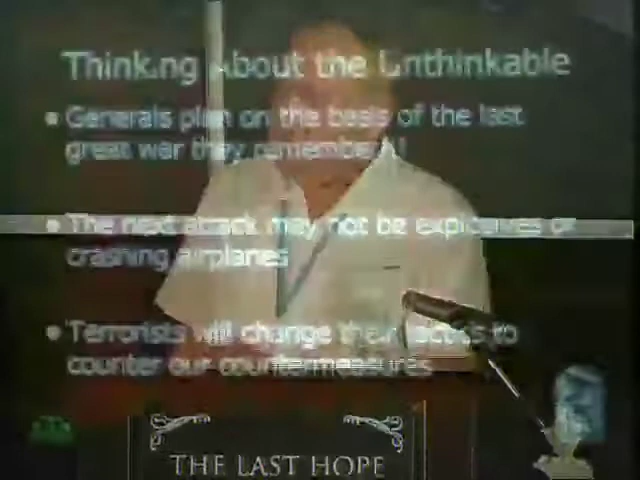 Thinking About the Unthinkable
• Generals plan on the basis of the last
great war they remember!!
• The next attack may not be explosives or
crashing airplanes
• Terrorists will change their tactics to
counter our countermeasures
THE LAST HOPE